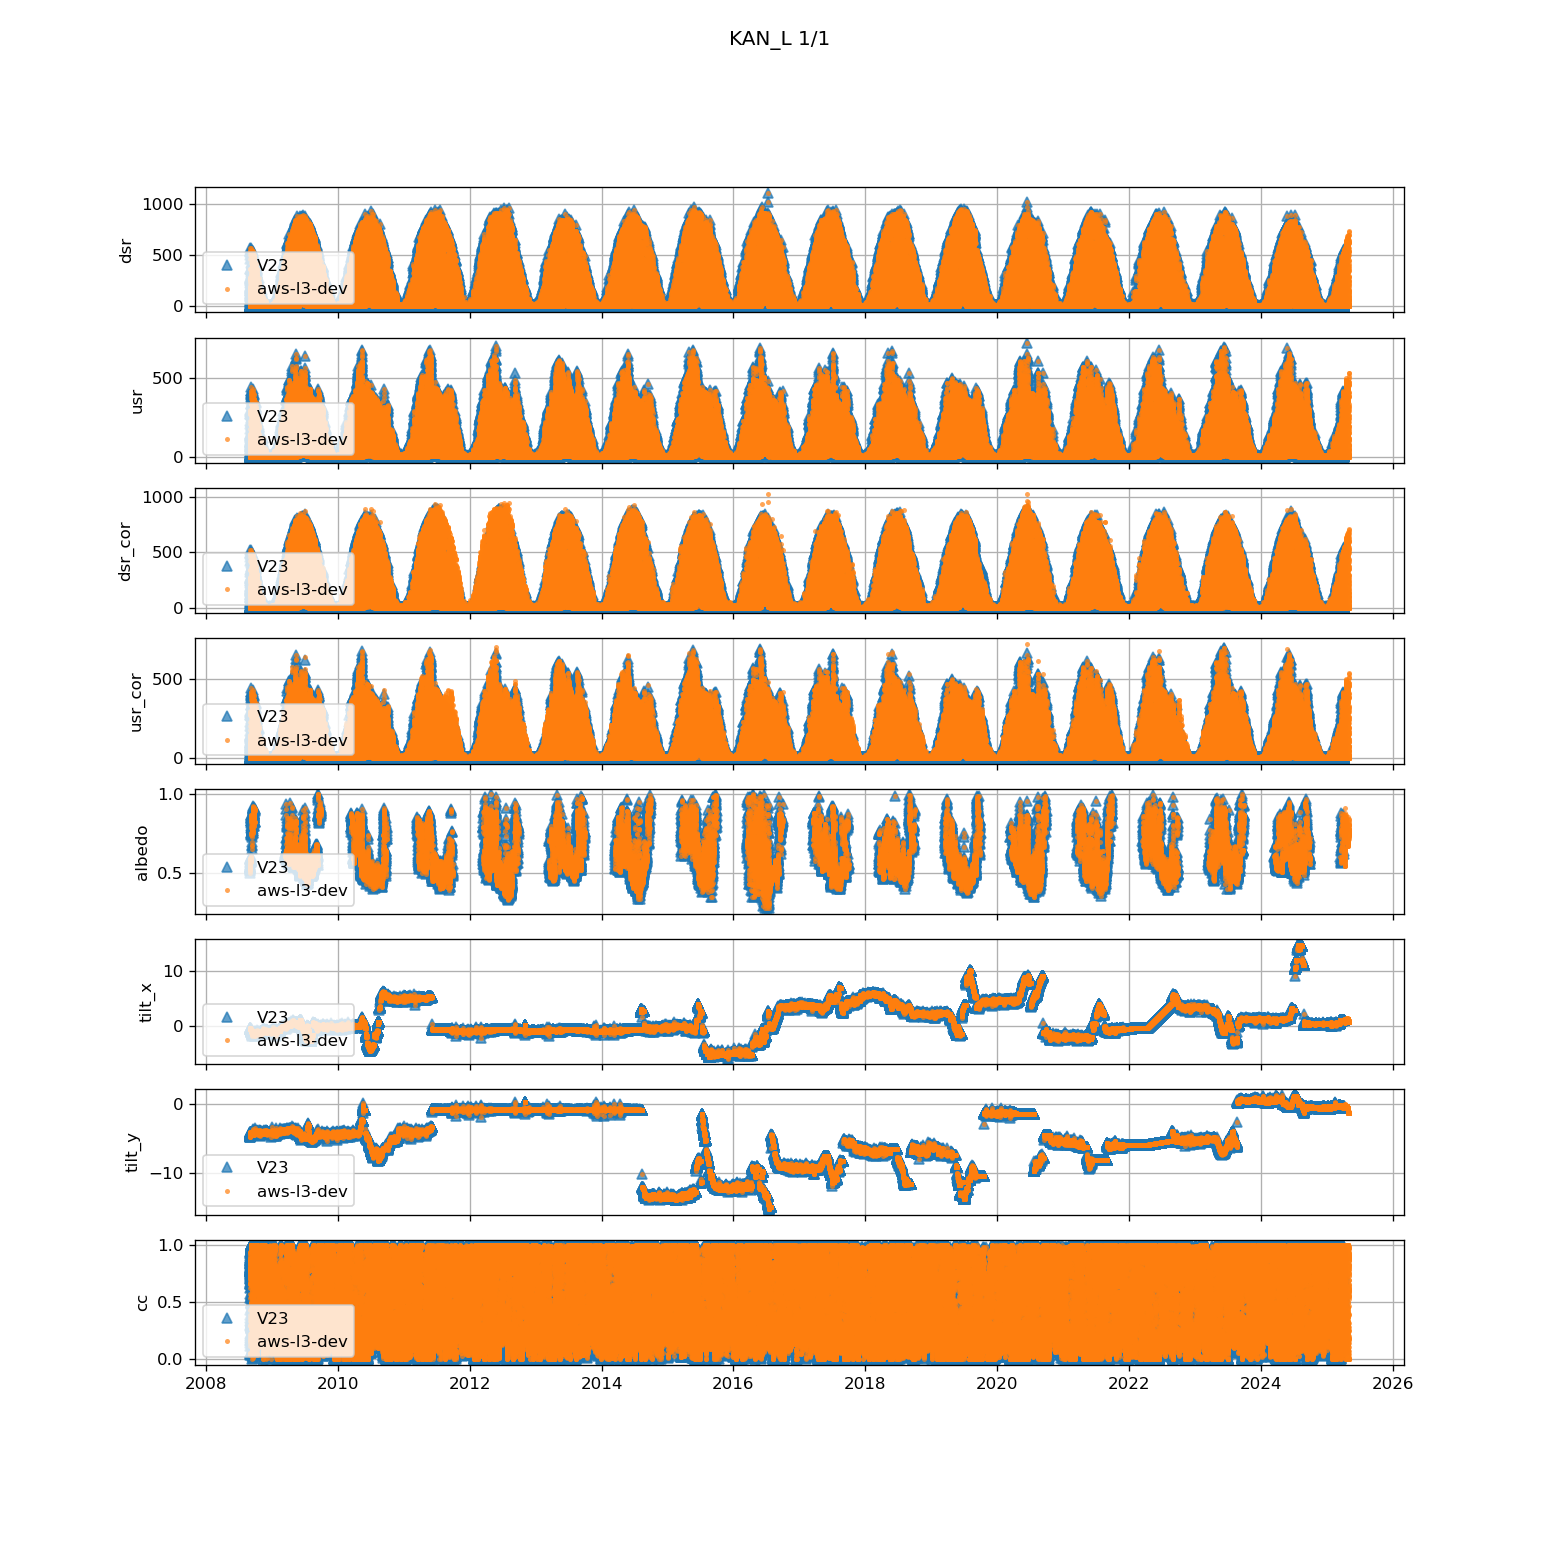 KAN_L 1/1
1000
500
0
dsr
V23
aws-l3-dev
500
0
usr
V23
aws-l3-dev
1000
500
0
dsr_cor
V23
aws-l3-dev
500
0
usr_cor
V23
aws-l3-dev
1.0
0.5
albedo
V23
aws-l3-dev
10
0
tilt_x
V23
aws-l3-dev
0
−10
tilt_y
V23
aws-l3-dev
1.0
0.5
0.0
cc
V23
aws-l3-dev
2008 2010 2012 2014 2016 2018 2020 2022 2024 2026